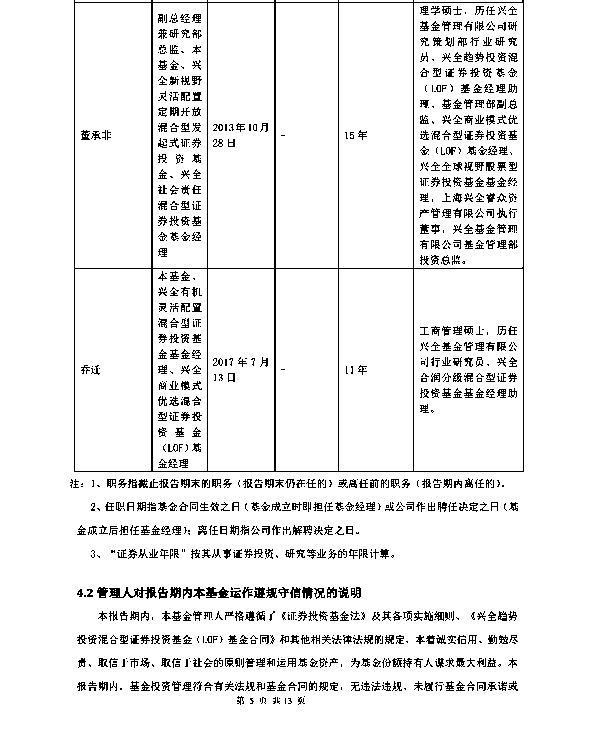 董承非
副总经理
兼研究部
总监、本
基金、兴
全新视野
灵活配置
定期开放
混合型发
起式证券
投资基
金、兴全
社会责任
混合型证
券投资基
金基金经
理
2013年10月
28日
-
15年
理学硕士，历任兴全
基金管理有限公司研
究策划部行业研究
员、兴全趋势投资混
合型证券投资基金
（LOF）基金经理助
理、基金管理部副总
监、兴全商业模式优
选混合型证券投资基
金（LOF）基金经理、
兴全全球视野股票型
证券投资基金基金经
理，上海兴全睿众资
产管理有限公司执行
董事，兴全基金管理
有限公司基金管理部
投资总监。
乔迁
本基金、
兴全有机
灵活配置
混合型证
券投资基
金基金经
理、兴全
商业模式
优选混合
型证券投
资基金
（LOF）基
金经理
2017年7月
13日
-
11年
工商管理硕士，历任
兴全基金管理有限公
司行业研究员、兴全
合润分级混合型证券
投资基金基金经理助
理。
注：1、职务指截止报告期末的职务（报告期末仍在任的）或离任前的职务（报告期内离任的）。
2、任职日期指基金合同生效之日（基金成立时即担任基金经理）或公司作出聘任决定之日（基
金成立后担任基金经理）；离任日期指公司作出解聘决定之日。
3、“证券从业年限”按其从事证券投资、研究等业务的年限计算。
4.2 管理人对报告期内本基金运作遵规守信情况的说明
本报告期内，本基金管理人严格遵循了《证券投资基金法》及其各项实施细则、《兴全趋势
投资混合型证券投资基金（LOF）基金合同》和其他相关法律法规的规定，本着诚实信用、勤勉尽
责、取信于市场、取信于社会的原则管理和运用基金资产，为基金份额持有人谋求最大利益。本
报告期内，基金投资管理符合有关法规和基金合同的规定，无违法违规、未履行基金合同承诺或
第 5 页 共13 页